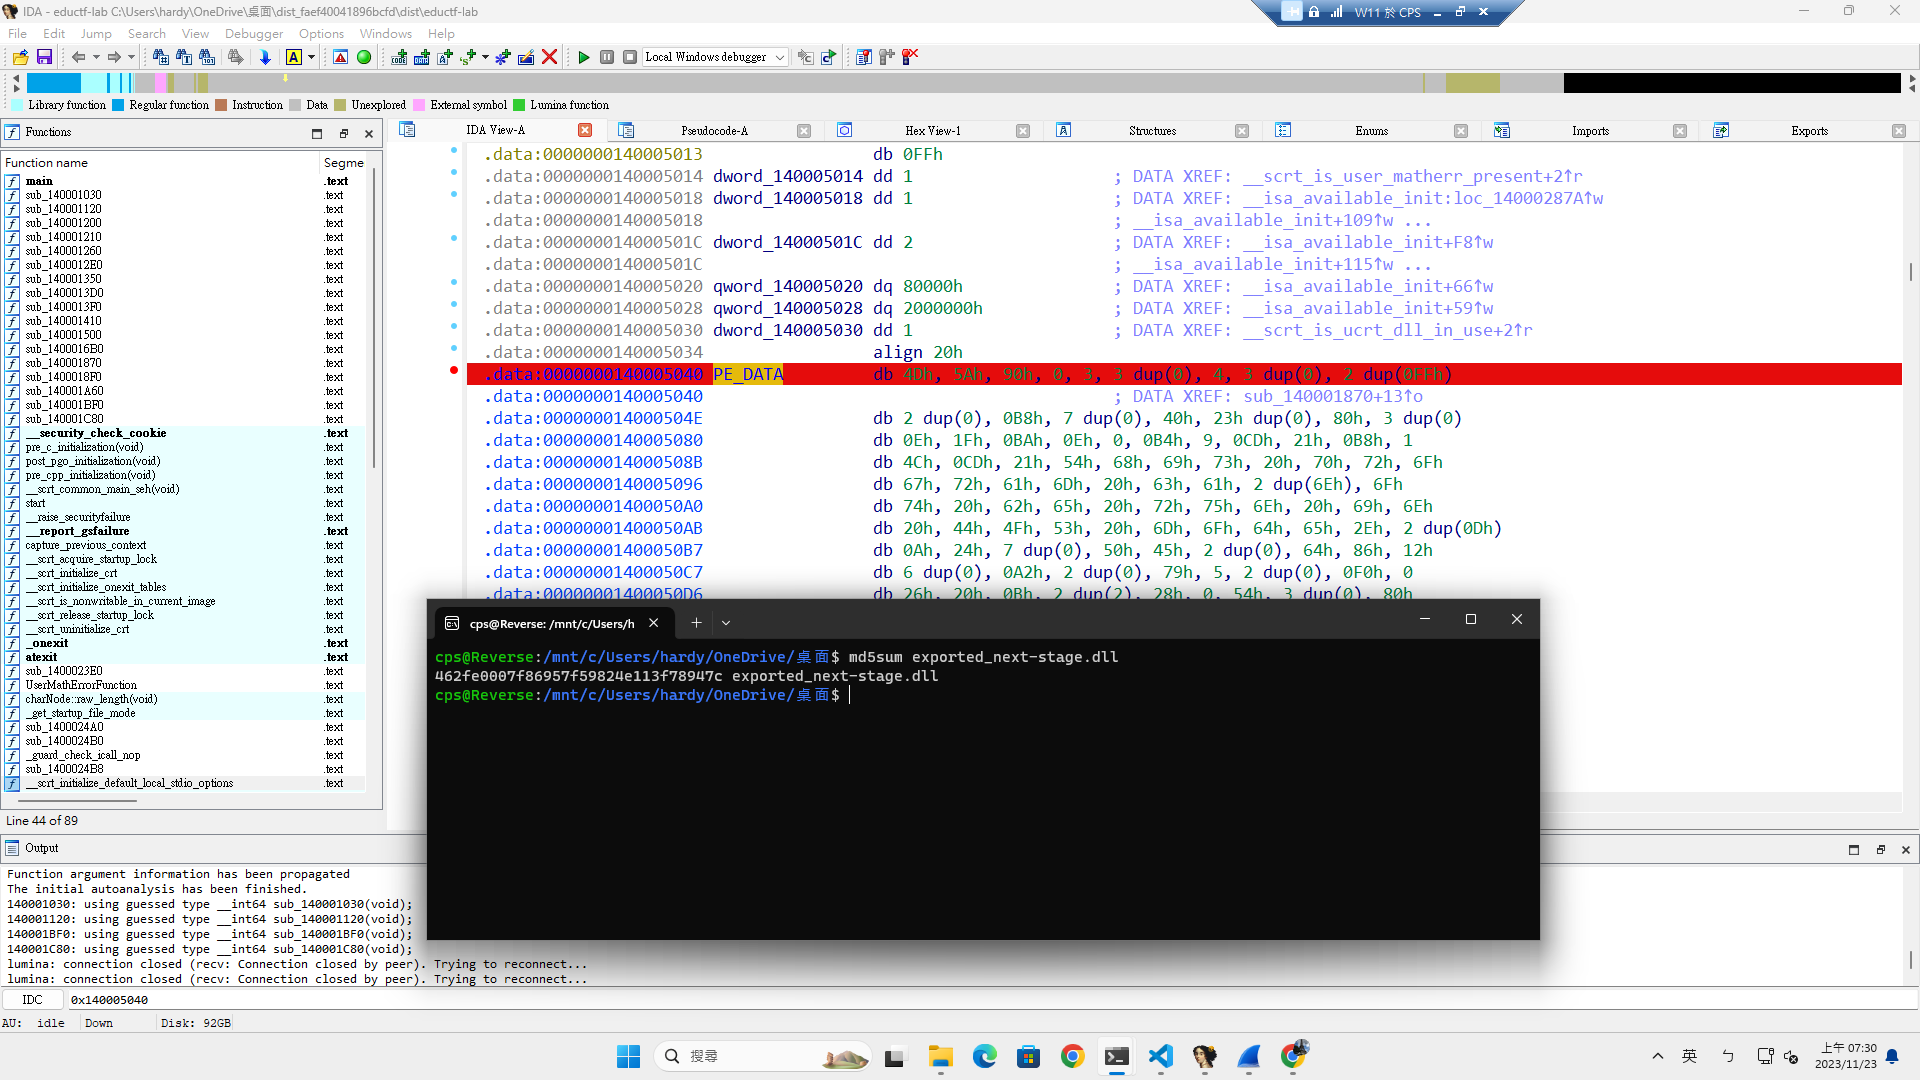 IDA - eductf-lab C:\Users\hardy\OneDrive\桌面\dist_faef40041896bcfd\dist\eductf-lab
W11 於 CPS
File Edit Jump Search View Debugger Options Windows Help
Local Windows debugger
Library function Regular function Instruction Data Unexplored External symbol Lumina function
Functions
Function name Segme
main .text
sub_140001030 .text
sub_140001120 .text
sub_140001200 .text
sub_140001210 .text
sub_140001260 .text
sub_1400012E0 .text
sub_140001350 .text
sub_1400013D0 .text
sub_1400013F0 .text
sub_140001410 .text
sub_140001500 .text
sub_1400016B0 .text
sub_140001870 .text
sub_1400018F0 .text
sub_140001A60 .text
sub_140001BF0 .text
sub_140001C80 .text
__security_check_cookie .text
pre_c_initialization(void) .text
post_pgo_initialization(void) .text
pre_cpp_initialization(void) .text
__scrt_common_main_seh(void) .text
start .text
__raise_securityfailure .text
__report_gsfailure .text
capture_previous_context .text
__scrt_acquire_startup_lock .text
__scrt_initialize_crt .text
__scrt_initialize_onexit_tables .text
__scrt_is_nonwritable_in_current_image .text
__scrt_release_startup_lock .text
__scrt_uninitialize_crt .text
_onexit .text
atexit .text
sub_1400023E0 .text
UserMathErrorFunction .text
charNode::raw_length(void) .text
_get_startup_file_mode .text
sub_1400024A0 .text
sub_1400024B0 .text
_guard_check_icall_nop .text
sub_1400024B8 .text
__scrt_initialize_default_local_stdio_options .text
Line 44 of 89
IDA View-A Pseudocode-A Hex View-1 Structures Enums Imports Exports
.data:0000000140005013 db 0FFh
.data:0000000140005014 dword_140005014 dd 1 ; DATA XREF: __scrt_is_user_matherr_present+2↑r
.data:0000000140005018 dword_140005018 dd 1 ; DATA XREF: __isa_available_init:loc_14000287A↑w
.data:0000000140005018 ; __isa_available_init+109↑w ...
.data:000000014000501C dword_14000501C dd 2 ; DATA XREF: __isa_available_init+F8↑w
.data:000000014000501C ; __isa_available_init+115↑w ...
.data:0000000140005020 qword_140005020 dq 80000h ; DATA XREF: __isa_available_init+66↑w
.data:0000000140005028 qword_140005028 dq 2000000h ; DATA XREF: __isa_available_init+59↑w
.data:0000000140005030 dword_140005030 dd 1 ; DATA XREF: __scrt_is_ucrt_dll_in_use+2↑r
.data:0000000140005034 align 20h
.data:0000000140005040 PE_DATA db 4Dh, 5Ah, 90h, 0, 3, 3 dup(0), 4, 3 dup(0), 2 dup(0FFh)
.data:0000000140005040 ; DATA XREF: sub_140001870+13↑o
.data:000000014000504E db 2 dup(0), 0B8h, 7 dup(0), 40h, 23h dup(0), 80h, 3 dup(0)
.data:0000000140005080 db 0Eh, 1Fh, 0BAh, 0Eh, 0, 0B4h, 9, 0CDh, 21h, 0B8h, 1
.data:000000014000508B db 4Ch, 0CDh, 21h, 54h, 68h, 69h, 73h, 20h, 70h, 72h, 6Fh
.data:0000000140005096 db 67h, 72h, 61h, 6Dh, 20h, 63h, 61h, 2 dup(6Eh), 6Fh
.data:00000001400050A0 db 74h, 20h, 62h, 65h, 20h, 72h, 75h, 6Eh, 20h, 69h, 6Eh
.data:00000001400050AB db 20h, 44h, 4Fh, 53h, 20h, 6Dh, 6Fh, 64h, 65h, 2Eh, 2 dup(0Dh)
.data:00000001400050B7 db 0Ah, 24h, 7 dup(0), 50h, 45h, 2 dup(0), 64h, 86h, 12h
.data:00000001400050C7 db 6 dup(0), 0A2h, 2 dup(0), 79h, 5, 2 dup(0), 0F0h, 0
.data:00000001400050D6 db 26h, 20h, 0Bh, 2 dup(2), 28h, 0, 54h, 3 dup(0), 80h
cps@Reverse: /mnt/c/Users/h
cps@Reverse:/mnt/c/Users/hardy/OneDrive/桌面$ md5sum exported_next-stage.dll
462fe0007f86957f59824e113f78947c exported_next-stage.dll
cps@Reverse:/mnt/c/Users/hardy/OneDrive/桌面$
Output
Function argument information has been propagated
The initial autoanalysis has been finished.
140001030: using guessed type __int64 sub_140001030(void);
140001120: using guessed type __int64 sub_140001120(void);
140001BF0: using guessed type __int64 sub_140001BF0(void);
140001C80: using guessed type __int64 sub_140001C80(void);
lumina: connection closed (recv: Connection closed by peer). Trying to reconnect...
lumina: connection closed (recv: Connection closed by peer). Trying to reconnect...
IDC 0x140005040
AU: idle Down Disk: 92GB
搜尋
英 ㄅ 上午 07:30
2023/11/23